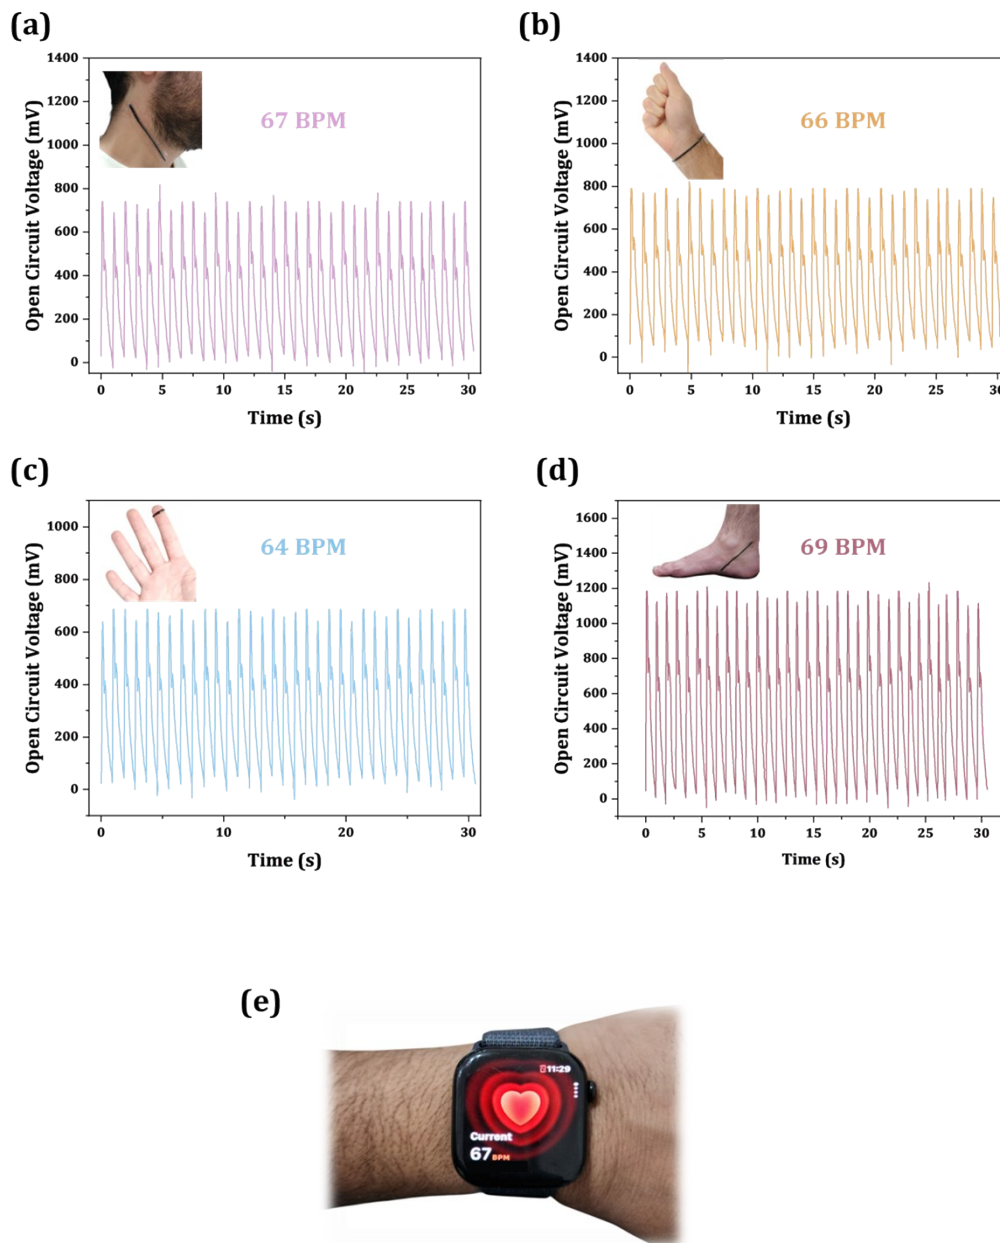 (a)
1400
1200
1000
800
600
400
200
0
Open Circuit Voltage (mV)
67 BPM
0 5 10 15 20 25 30
Time (s)
(b)
1400
1200
1000
800
600
400
200
0
Open Circuit Voltage (mV)
66 BPM
0 5 10 15 20 25 30
Time (s)
(c)
1000
800
600
400
200
0
Open Circuit Voltage (mV)
64 BPM
0 10 20 30
Time (s)
(d)
1600
1400
1200
1000
800
600
400
200
0
Open Circuit Voltage (mV)
69 BPM
0 5 10 15 20 25 30
Time (s)
(e)
11:29
Current
67 BPM